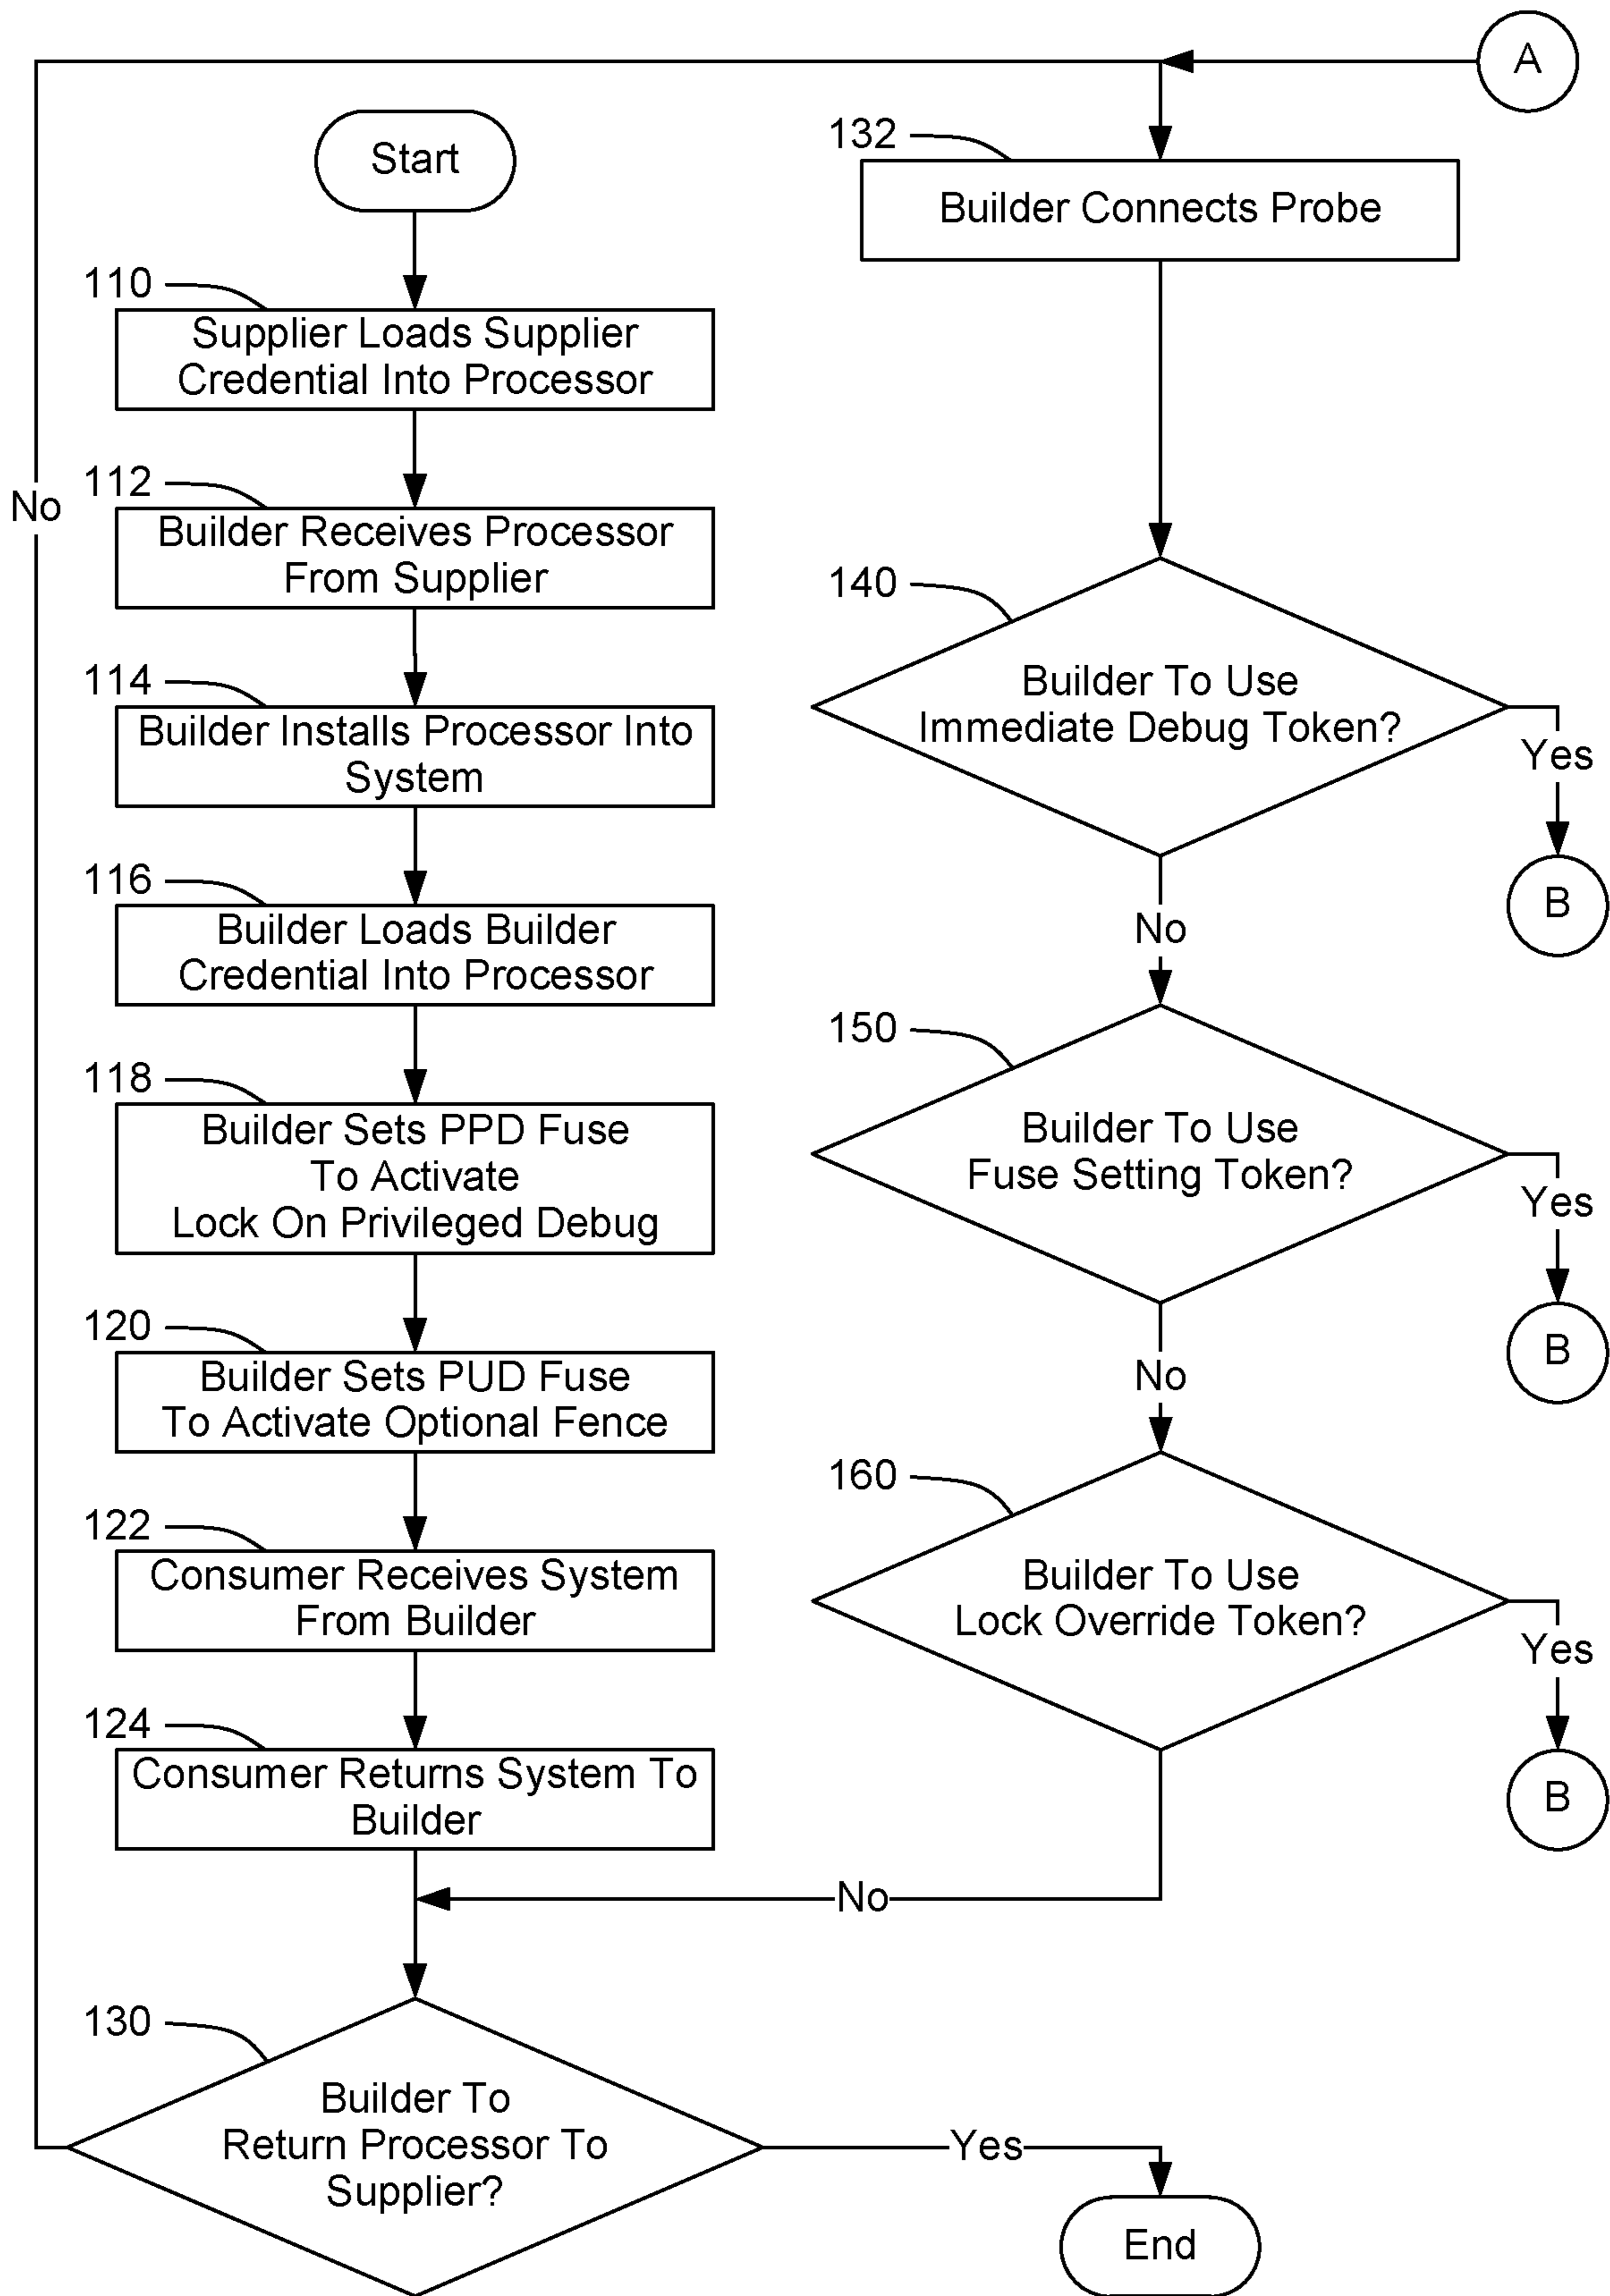 A
Start
110
Supplier Loads Supplier
Credential Into Processor
112
Builder Receives Processor
From Supplier
114
Builder Installs Processor Into
System
116
Builder Loads Builder
Credential Into Processor
118
Builder Sets PPD Fuse
To Activate
Lock On Privileged Debug
120
Builder Sets PUD Fuse
To Activate Optional Fence
122
Consumer Receives System
From Builder
124
Consumer Returns System To
Builder
130
Builder To
Return Processor To
Supplier?
No
Yes
End
132
Builder Connects Probe
140
Builder To Use
Immediate Debug Token?
Yes
B
No
150
Builder To Use
Fuse Setting Token?
Yes
B
No
160
Builder To Use
Lock Override Token?
Yes
B
No